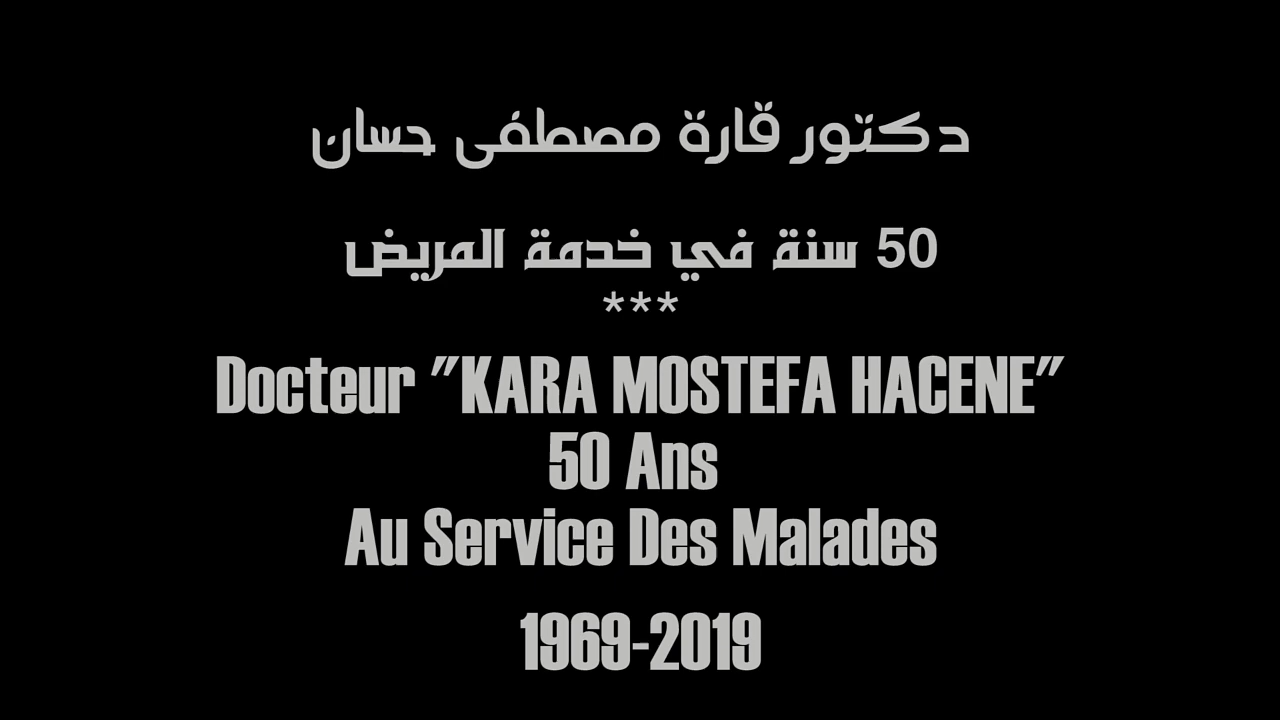 دكتور قارة مصطفى حسان
50 سنة في خدمة المريض
***
Docteur "KARA MOSTEFA HACENE"
50 Ans
Au Service Des Malades
1969-2019